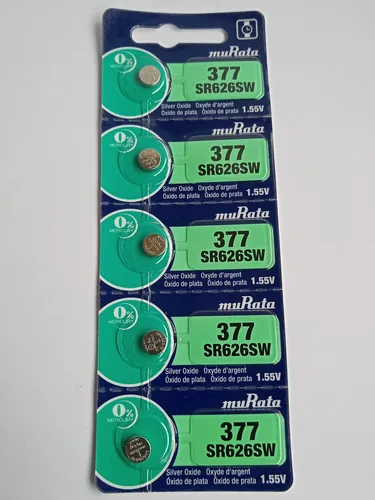 muRata
0%
MERCURY
377
SR626SW
Silver Oxide Oxyde d'argent
Óxido de plata Óxido de prata 1.55V
muRata
0%
MERCURY
377
SR626SW
Silver Oxide Oxyde d'argent
Óxido de plata Óxido de prata 1.55V
muRata
0%
MERCURY
377
SR626SW
Silver Oxide Oxyde d'argent
Óxido de plata Óxido de prata 1.55V
muRata
0%
MERCURY
377
SR626SW
Silver Oxide Oxyde d'argent
Óxido de plata Óxido de prata 1.55V
muRata
0%
MERCURY
377
SR626SW
Silver Oxide Oxyde d'argent
Óxido de plata Óxido de prata 1.55V